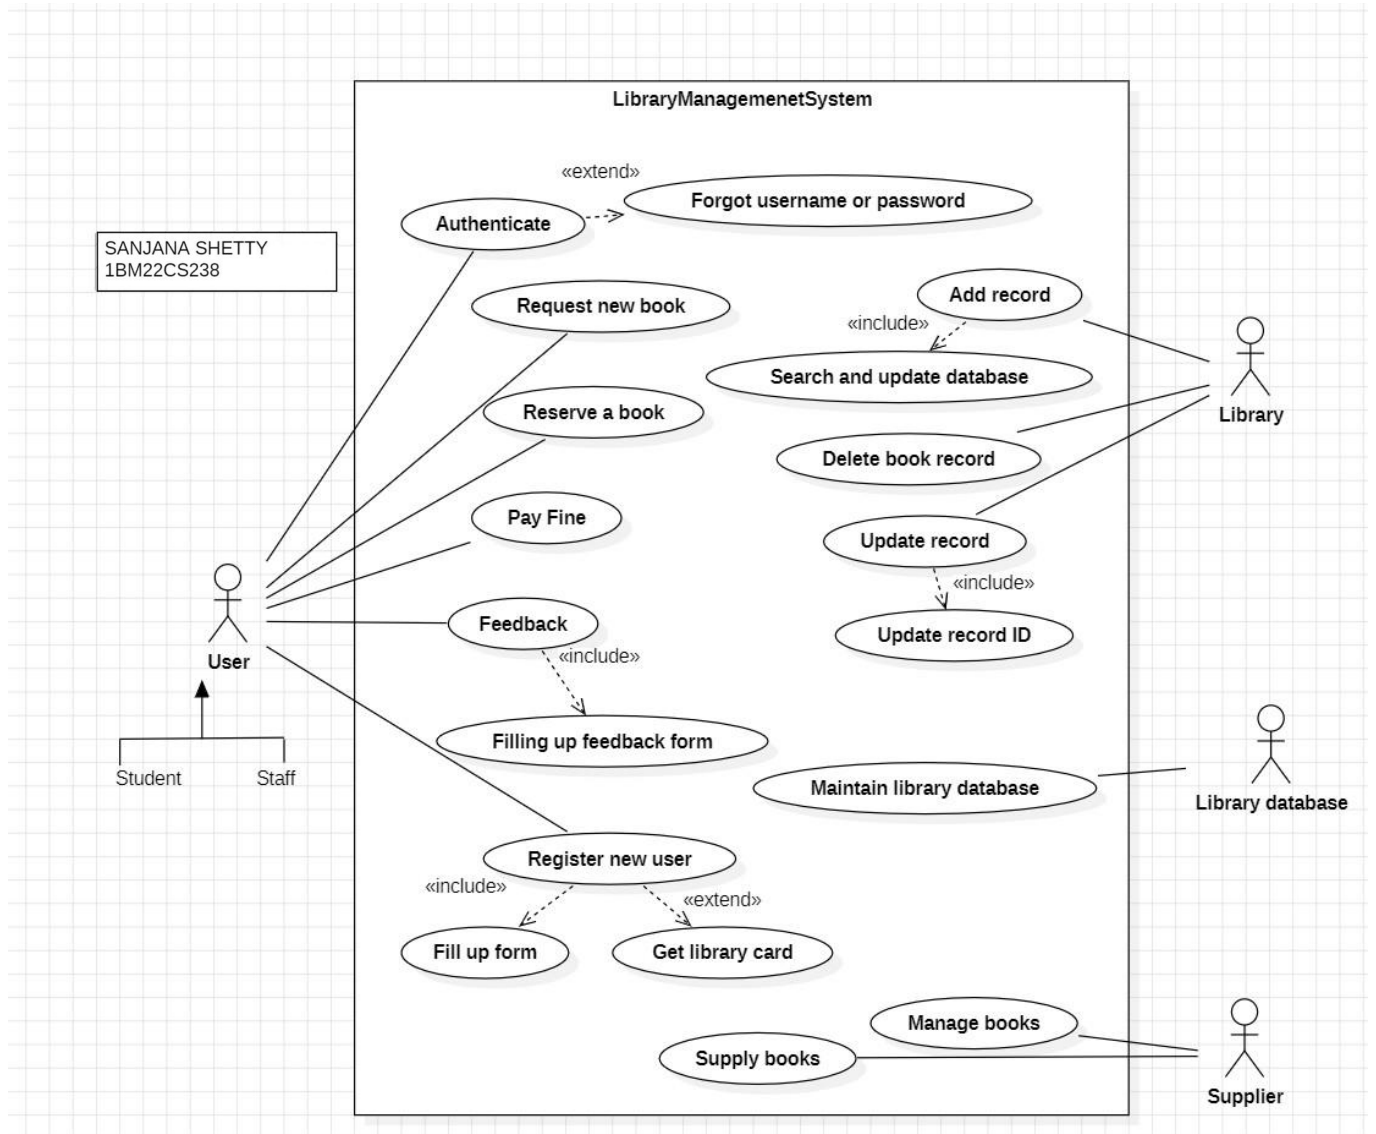 LibraryManagemenetSystem
«extend»
Forgot username or password
Authenticate
SANJANA SHETTY
1BM22CS238
Request new book
Add record
«include»
Search and update database
Reserve a book
Library
Delete book record
Pay Fine
Update record
«include»
Feedback
Update record ID
«include»
User
Filling up feedback form
Student
Staff
Maintain library database
Library database
Register new user
«include»
«extend»
Fill up form
Get library card
Manage books
Supply books
Supplier